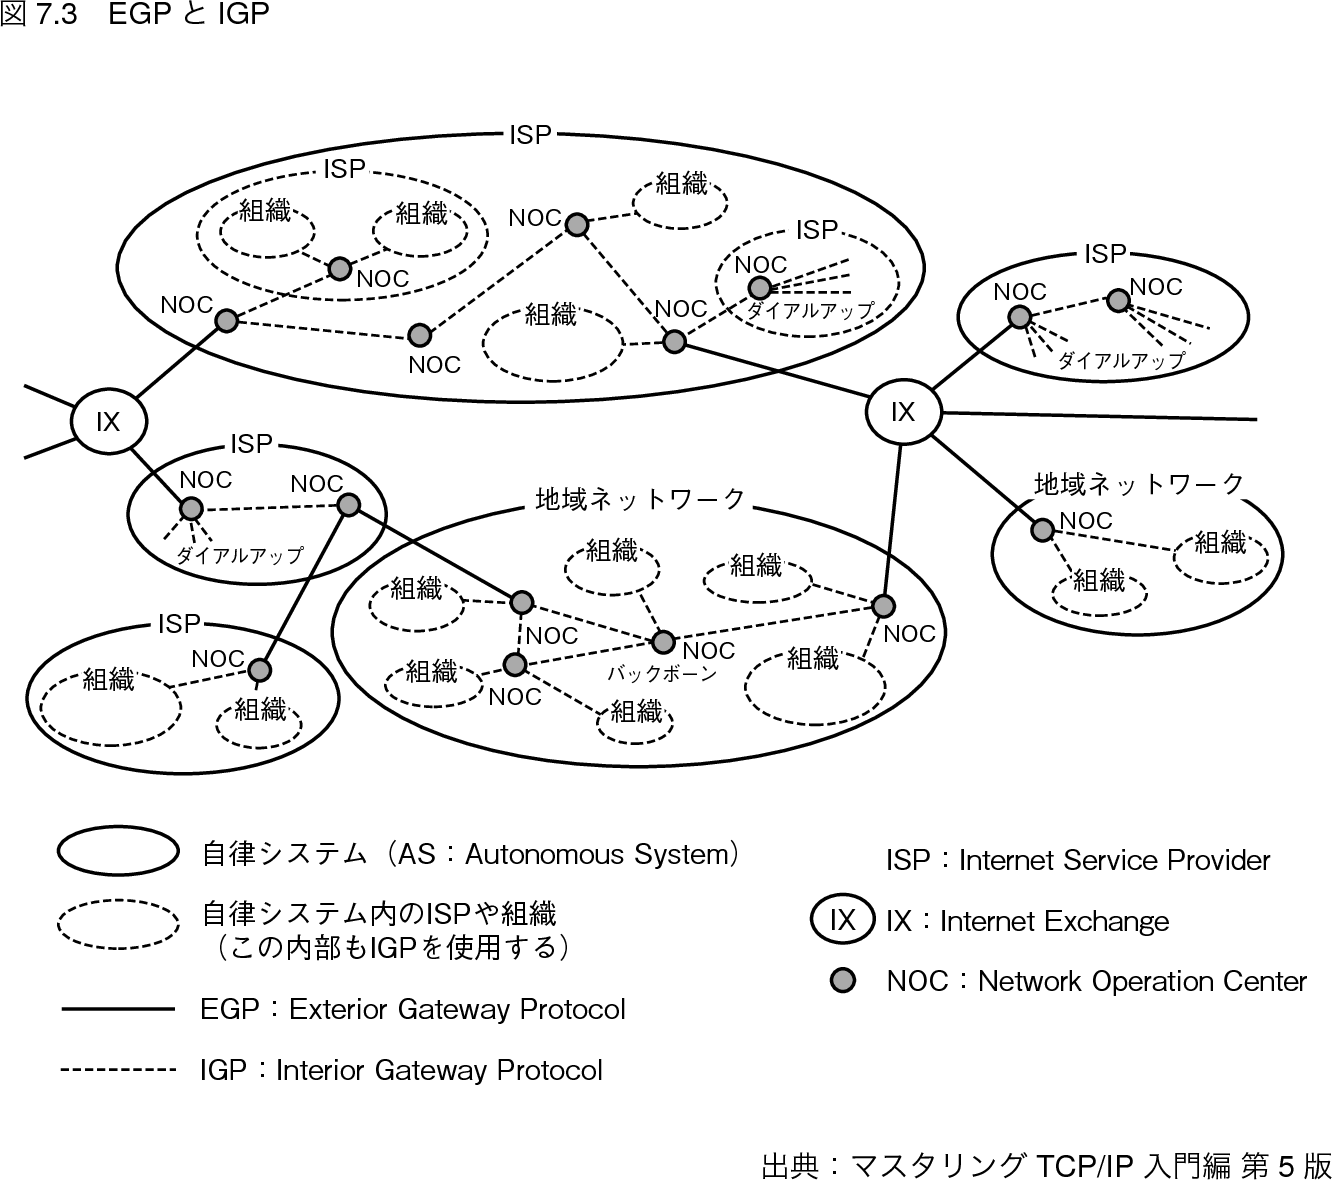 図 7.3　EGP と IGP
ISP
ISP
組織
組織
NOC
NOC
NOC
NOC
組織
組織
NOC
ISP
NOC
ダイアルアップ
ISP
NOC
NOC
ダイアルアップ
IX
IX
ISP
NOC
NOC
ダイアルアップ
ISP
NOC
組織
組織
地域ネットワーク
組織
組織
組織
NOC
NOC
バックボーン
NOC
NOC
組織
組織
組織
地域ネットワーク
NOC
組織
組織
自律システム（AS：Autonomous System）
自律システム内のISPや組織
（この内部もIGPを使用する）
EGP：Exterior Gateway Protocol
IGP：Interior Gateway Protocol
ISP：Internet Service Provider
IX
IX：Internet Exchange
NOC：Network Operation Center
出典：マスタリング TCP/IP 入門編 第 5 版